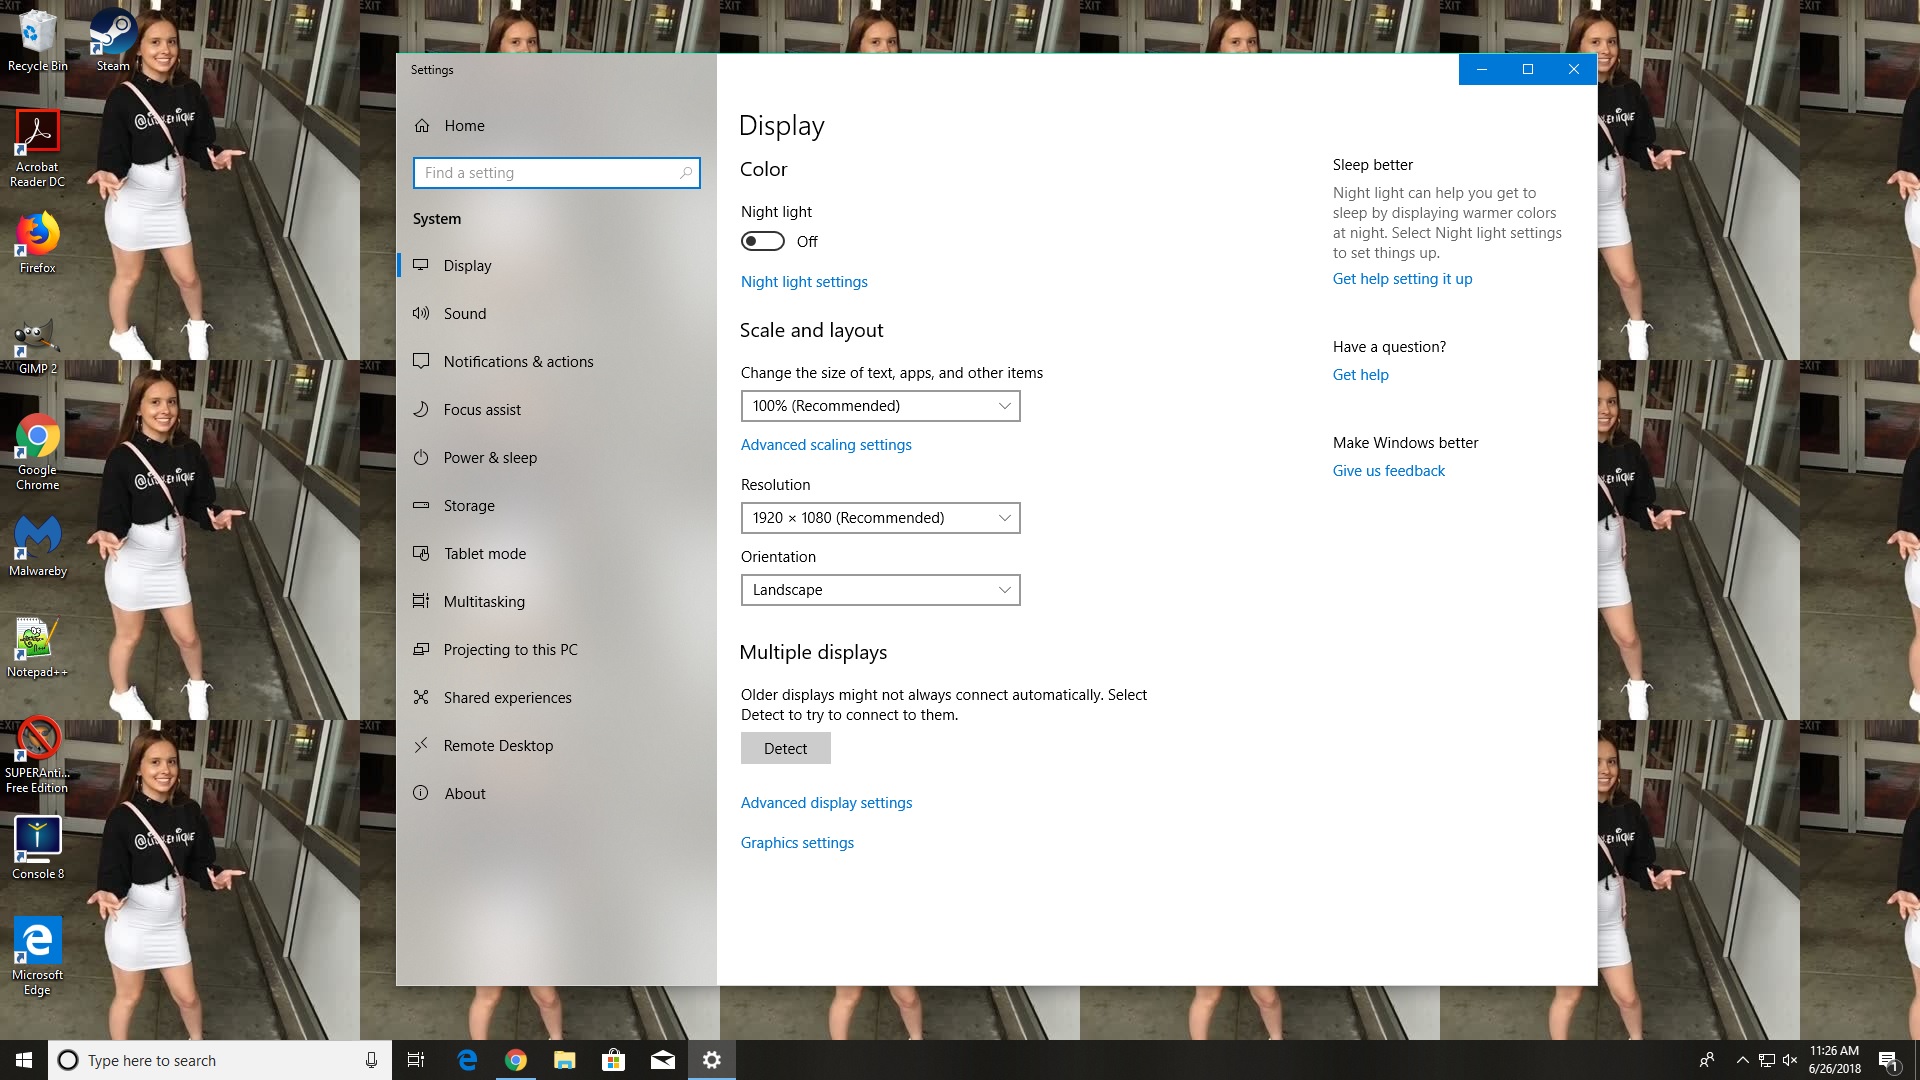 Recycle Bin
Steam
Acrobat
Reader DC
Firefox
GIMP 2
Google
Chrome
Malwareby
Notepad++
SUPERAnti...
Free Edition
Console 8
Microsoft
Edge
Settings
Home
Find a setting
System
Display
Sound
Notifications & actions
Focus assist
Power & sleep
Storage
Tablet mode
Multitasking
Projecting to this PC
Shared experiences
Remote Desktop
About
Display
Color
Night light
Off
Night light settings
Scale and layout
Change the size of text, apps, and other items
100% (Recommended)
Advanced scaling settings
Resolution
1920 × 1080 (Recommended)
Orientation
Landscape
Multiple displays
Older displays might not always connect automatically. Select
Detect to try to connect to them.
Detect
Advanced display settings
Graphics settings
Sleep better
Night light can help you get to
sleep by displaying warmer colors
at night. Select Night light settings
to set things up.
Get help setting it up
Have a question?
Get help
Make Windows better
Give us feedback
EXIT
EXIT
EXIT
EXIT
EXIT
EXIT
Type here to search
11:26 AM
6/26/2018
1